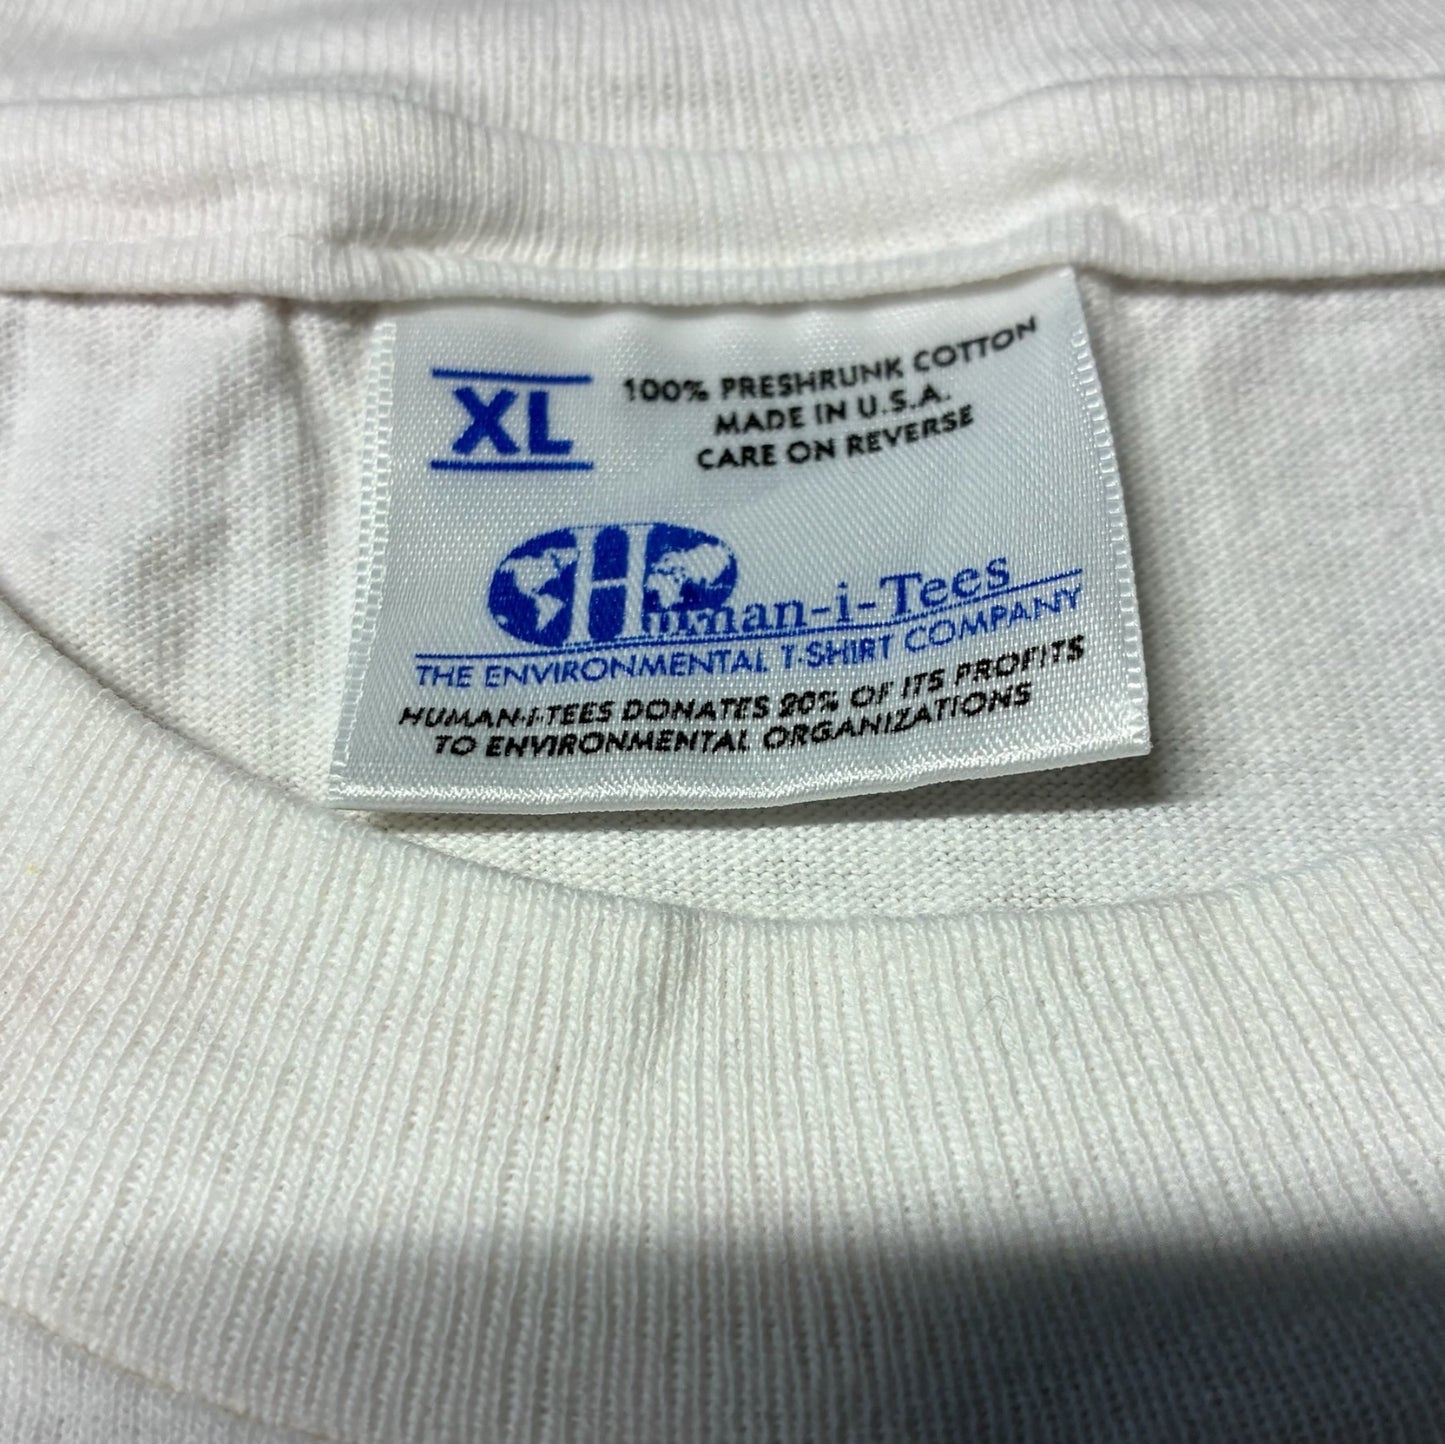 XL
100% PRESHRUNK COTTON
MADE IN U.S.A.
CARE ON REVERSE
Human-i-Tees
THE ENVIRONMENTAL T-SHIRT COMPANY
HUMAN-I-TEES DONATES 20% OF ITS PROFITS
TO ENVIRONMENTAL ORGANIZATIONS